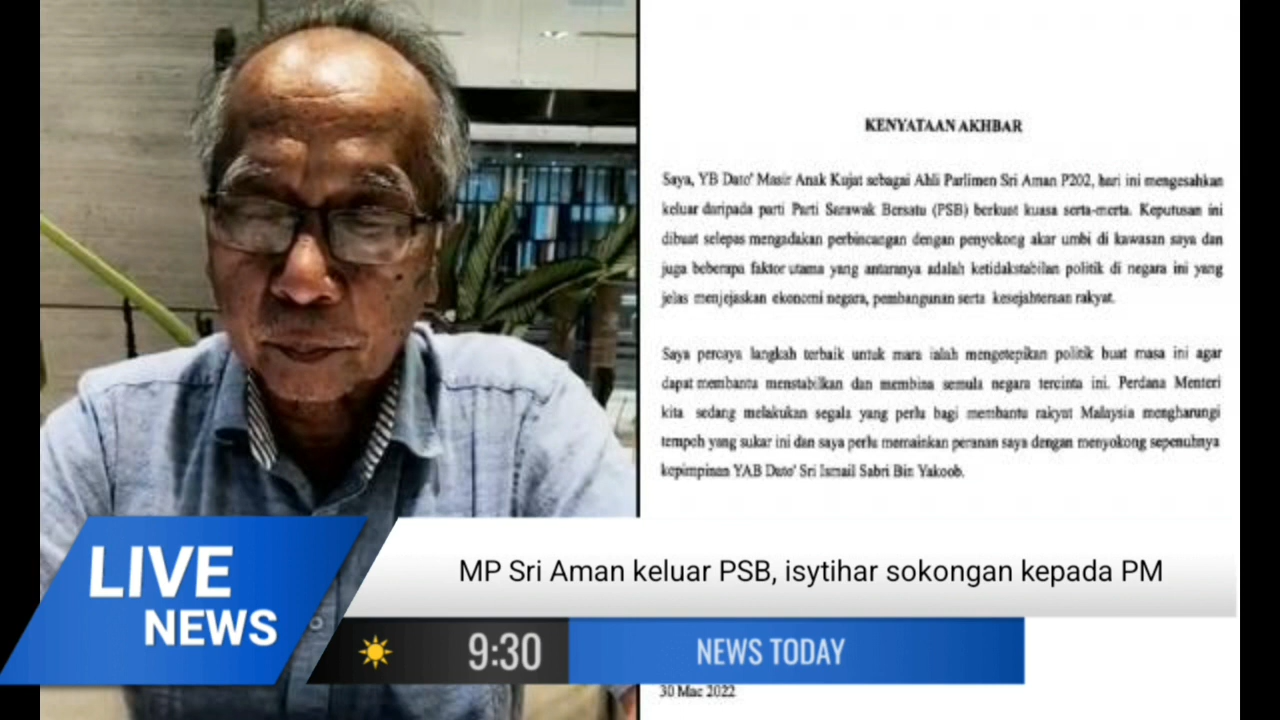 KENYATAAN AKHBAR
Saya, YB Dato' Masir Anak Kujat sebagai Ahli Parlimen Sri Aman P202, hari ini mengesahkan
keluar daripada parti Parti Sarawak Bersatu (PSB) berkuat kuasa serta-merta. Keputusan ini
dibuat selepas mengadakan perbincangan dengan penyokong akar umbi di kawasan saya dan
juga beberapa faktor utama yang antaranya adalah ketidakstabilan politik di negara ini yang
jelas menjejaskan ekonomi negara, pembangunan serta kesejahteraan rakyat.
Saya percaya langkah terbaik untuk mara ialah mengetepikan politik buat masa ini agar
dapat membantu menstabilkan dan membina semula negara tercinta ini. Perdana Menteri
kita sedang melakukan segala yang perlu bagi membantu rakyat Malaysia mengharungi
tempoh yang sukar ini dan saya perlu memainkan peranan saya dengan menyokong sepenuhnya
kepimpinan YAB Dato' Sri Ismail Sabri Bin Yakoob.
LIVE
NEWS
MP Sri Aman keluar PSB, isytihar sokongan kepada PM
9:30
NEWS TODAY
30 Mac 2022